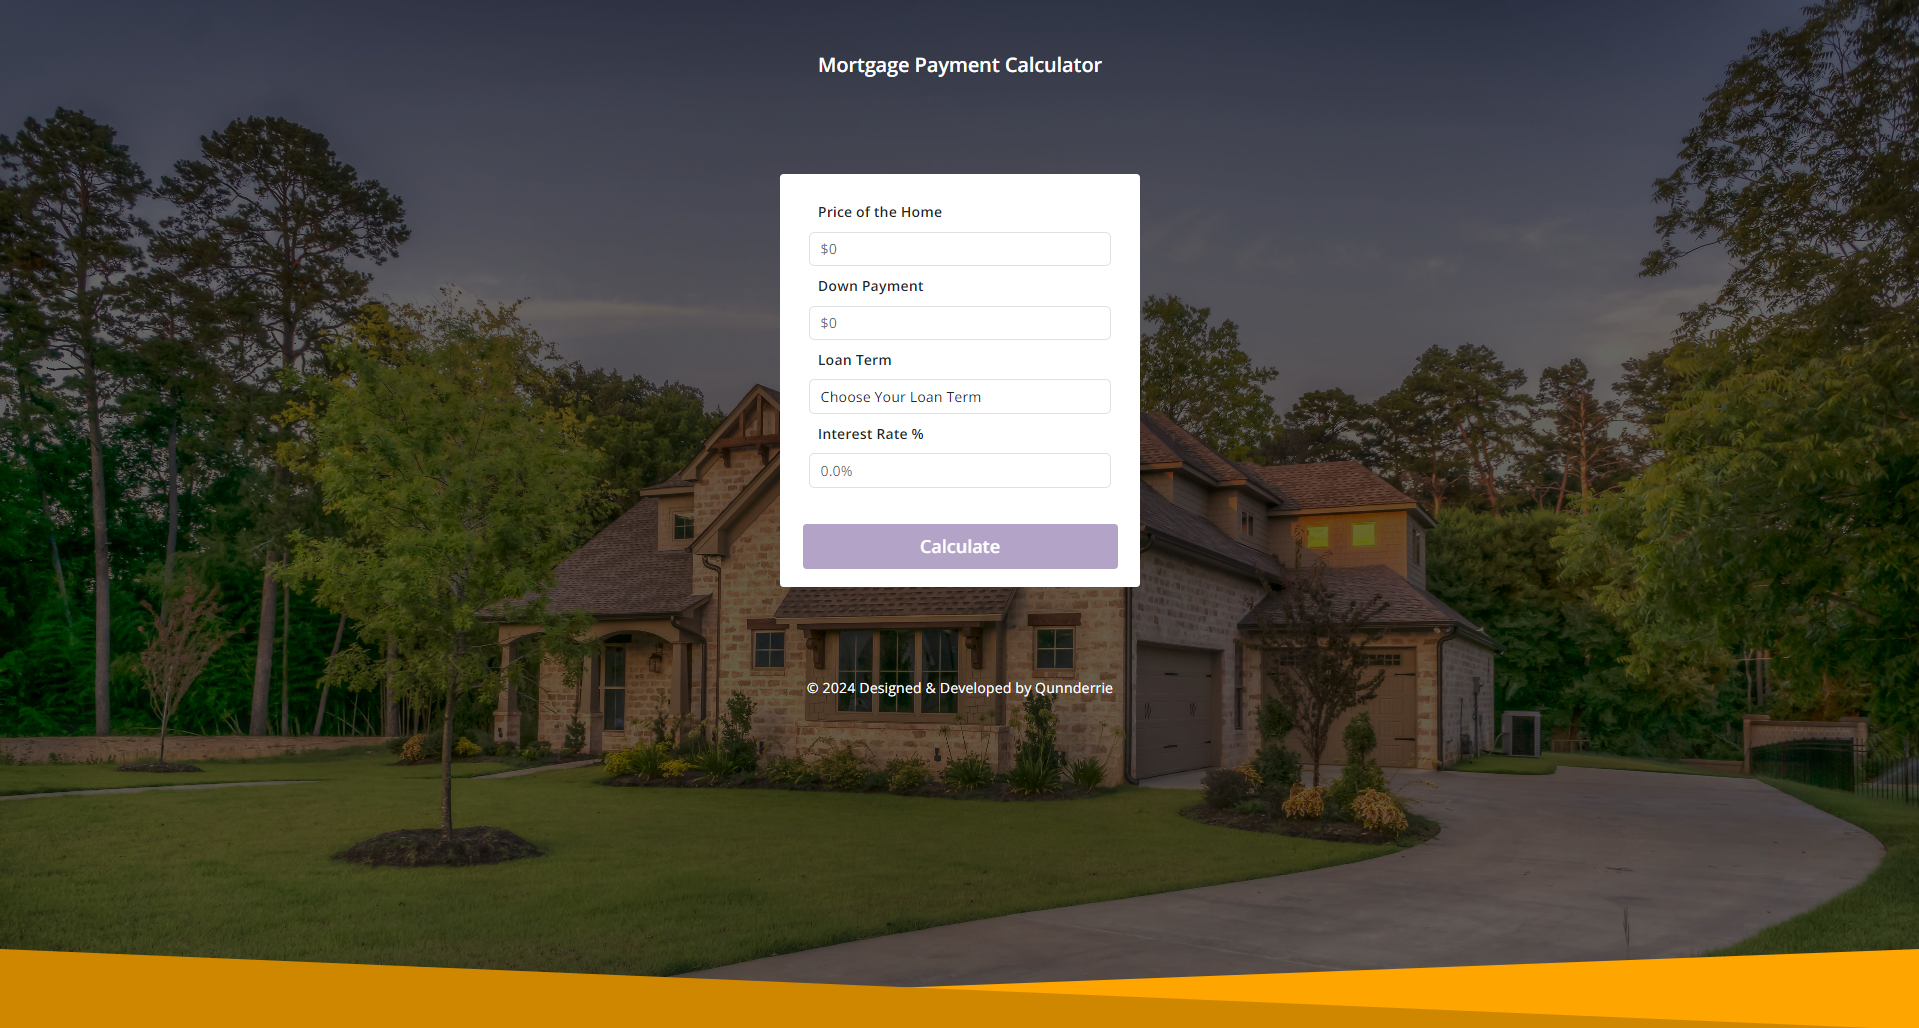 Mortgage Payment Calculator
Price of the Home
$0
Down Payment
$0
Loan Term
Choose Your Loan Term
Interest Rate %
0.0%
Calculate
© 2024 Designed & Developed by Qunnderrie